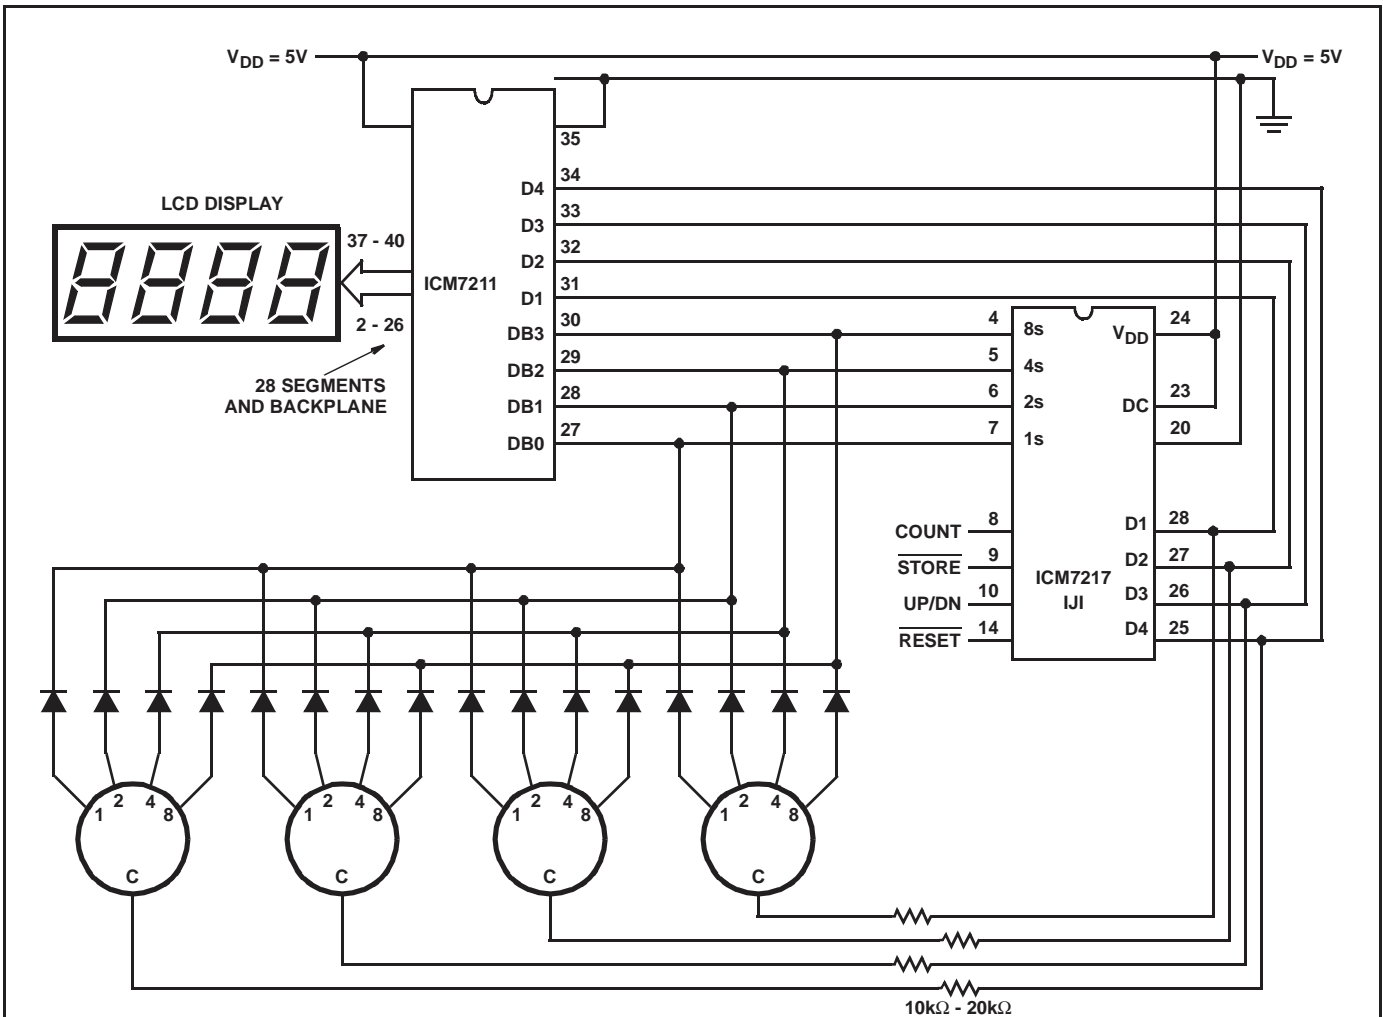 V_DD = 5V
V_DD = 5V
35
34
D4
LCD DISPLAY
33
D3
37 - 40
32
D2
ICM7211
31
D1
2 - 26
30
DB3
4
8s
V_DD
24
28 SEGMENTS
AND BACKPLANE
29
DB2
5
4s
28
DB1
6
2s
DC
23
27
DB0
7
1s
20
COUNT
8
D1
28
STORE
9
D2
27
ICM7217
IJI
UP/DN
10
D3
26
RESET
14
D4
25
1 2 4 8
1 2 4 8
1 2 4 8
1 2 4 8
C
C
C
C
10kΩ - 20kΩ